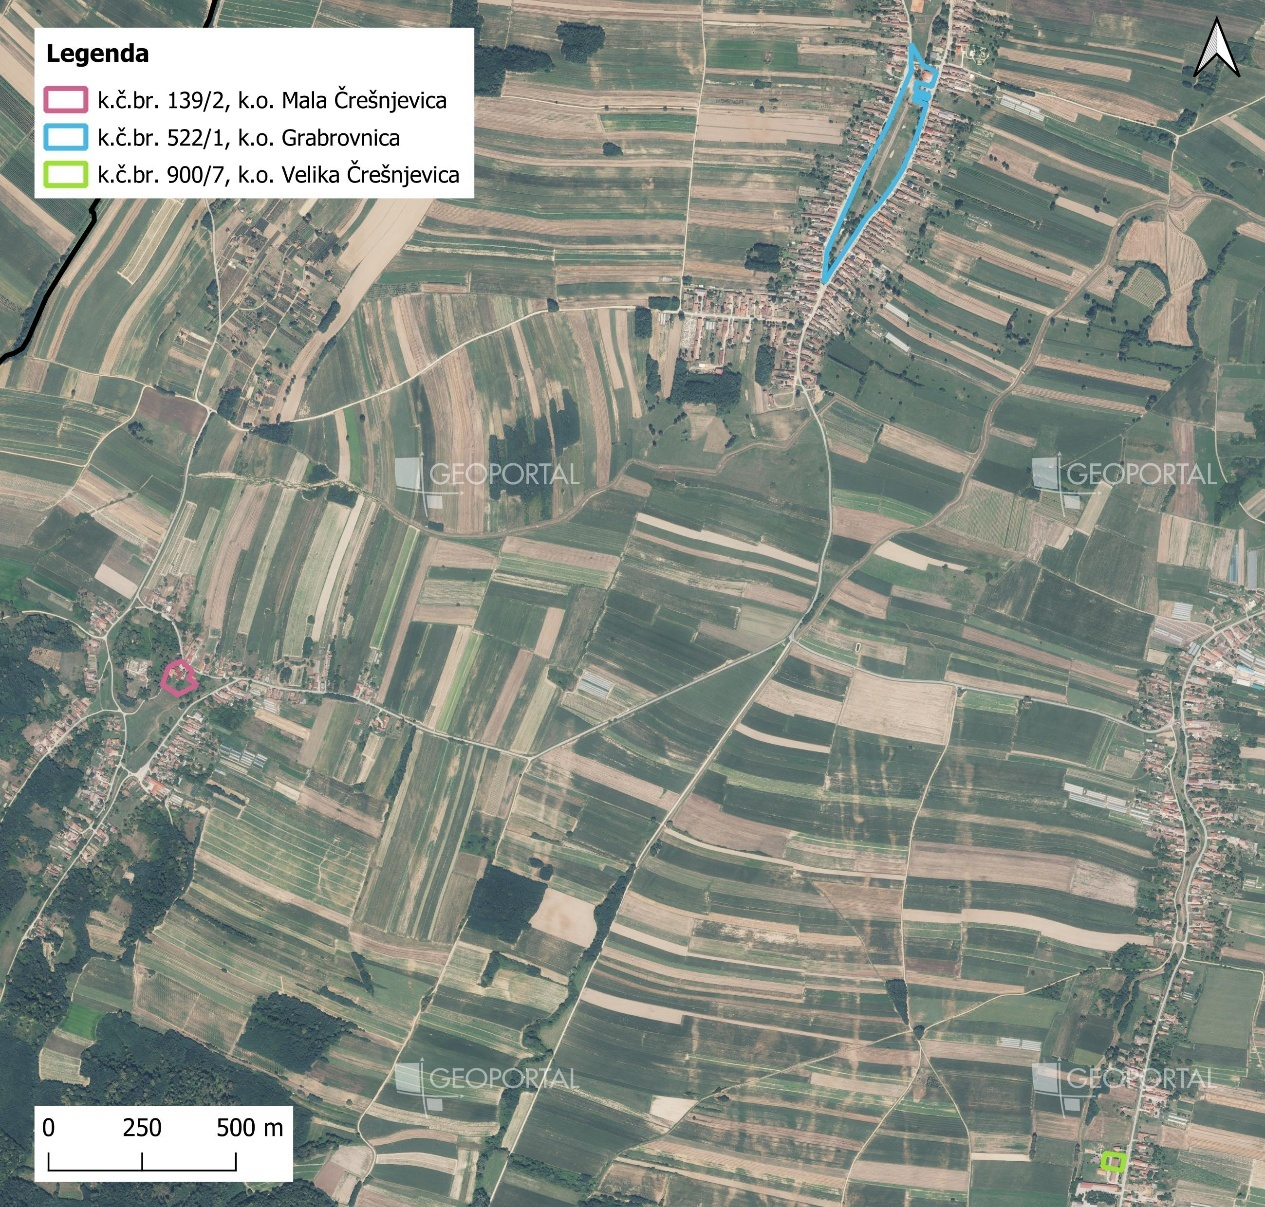 Legenda
k.č.br. 139/2, k.o. Mala Črešnjevica
k.č.br. 522/1, k.o. Grabrovnica
k.č.br. 900/7, k.o. Velika Črešnjevica
GEOPORTAL
GEOPORTAL
GEOPORTAL
GEOPORTAL
0 250 500 m